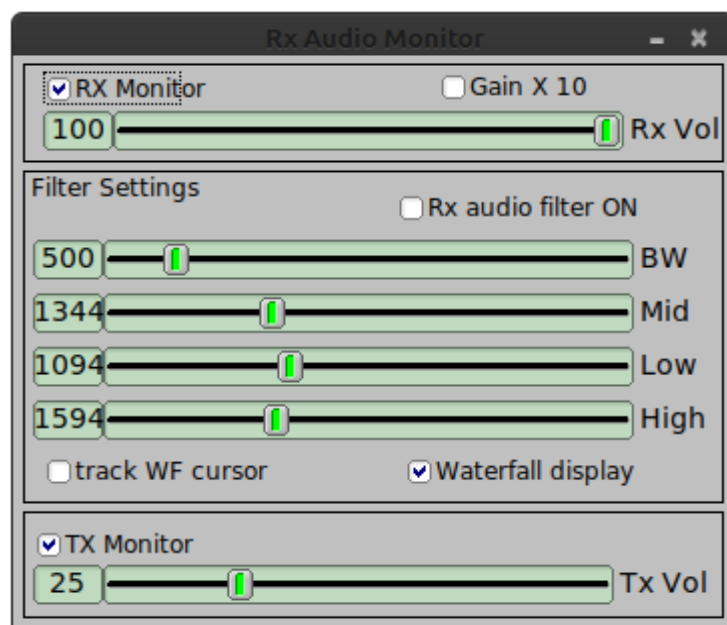 Rx Audio Monitor
RX Monitor Gain X 10
100 Rx Vol
Filter Settings
Rx audio filter ON
500 BW
1344 Mid
1094 Low
1594 High
track WF cursor Waterfall display
TX Monitor
25 Tx Vol